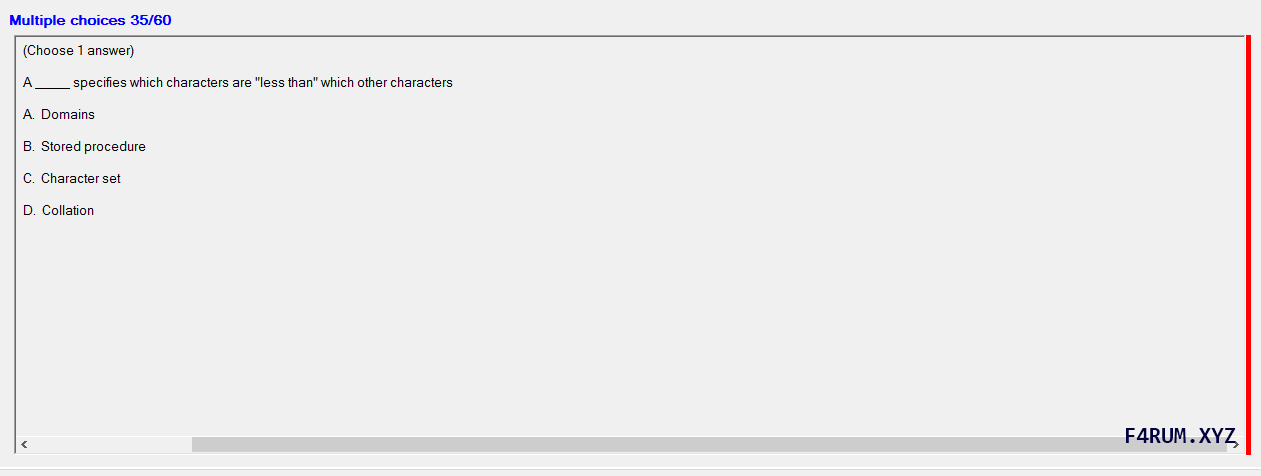 Multiple choices 35/60
(Choose 1 answer)
A _____ specifies which characters are "less than" which other characters
A. Domains
B. Stored procedure
C. Character set
D. Collation
F4RUM.XYZ